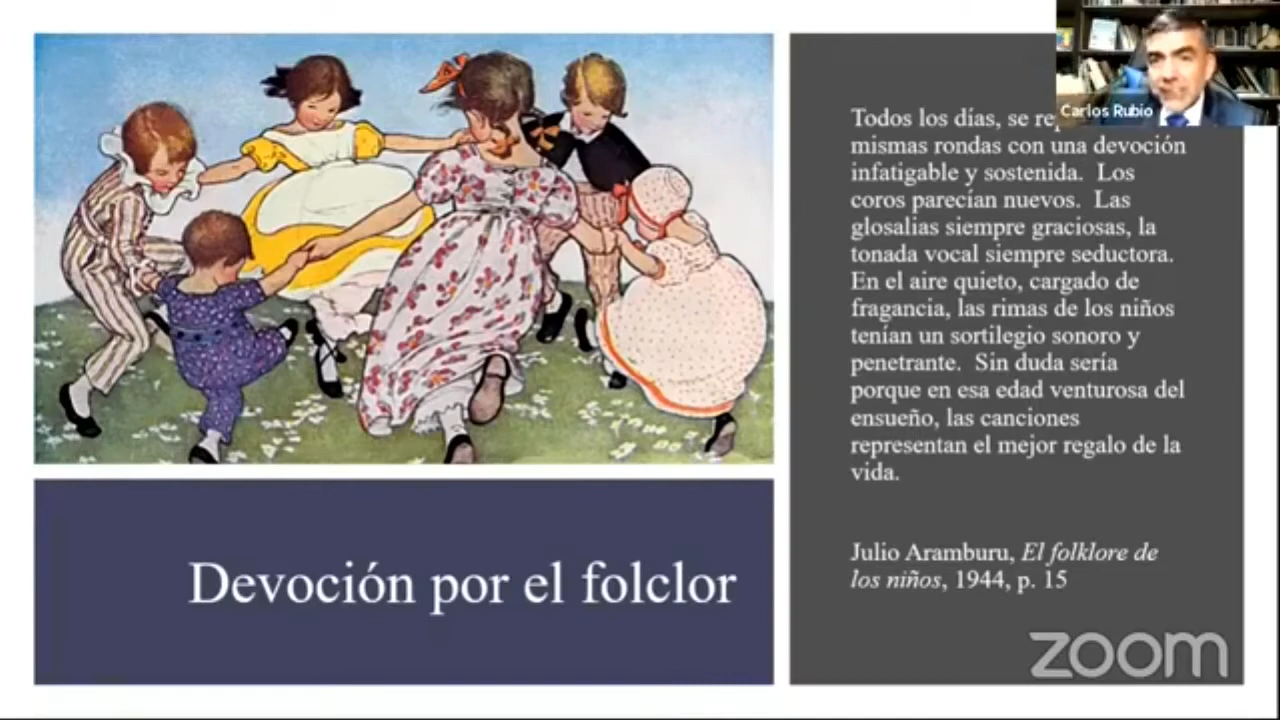 Carlos Rubio
Todos los días, se
mismas rondas con una devoción
infatigable y sostenida. Los
coros parecían nuevos. Las
glosalias siempre graciosas, la
tonada vocal siempre seductora.
En el aire quieto, cargado de
fragancia, las rimas de los niños
tenían un sortilegio sonoro y
penetrante. Sin duda sería
porque en esa edad venturosa del
ensueño, las canciones
representan el mejor regalo de la
vida.
Julio Aramburu, El folklore de
los niños, 1944, p. 15
Devoción por el folclor
zoom